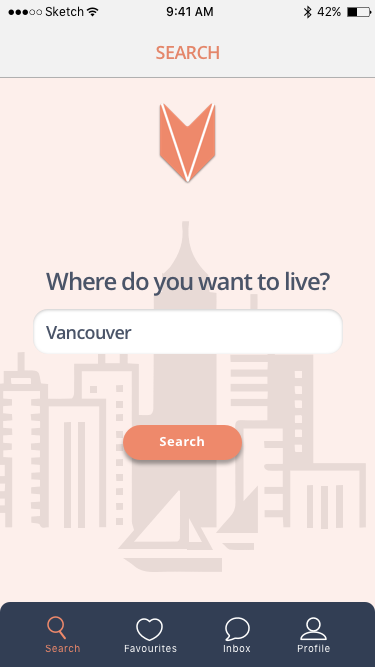 Sketch 9:41 AM 42%
SEARCH
Where do you want to live?
Vancouver
Search
Search Favourites Inbox Profile